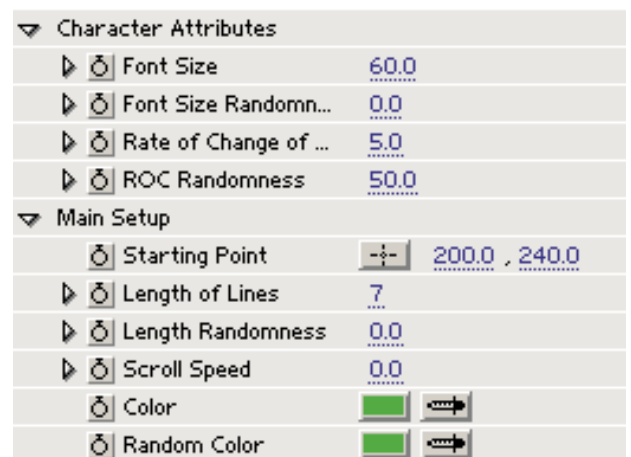 Character Attributes
Font Size 60.0
Font Size Randomn... 0.0
Rate of Change of ... 5.0
ROC Randomness 50.0
Main Setup
Starting Point 200.0 , 240.0
Length of Lines 7
Length Randomness 0.0
Scroll Speed 0.0
Color
Random Color